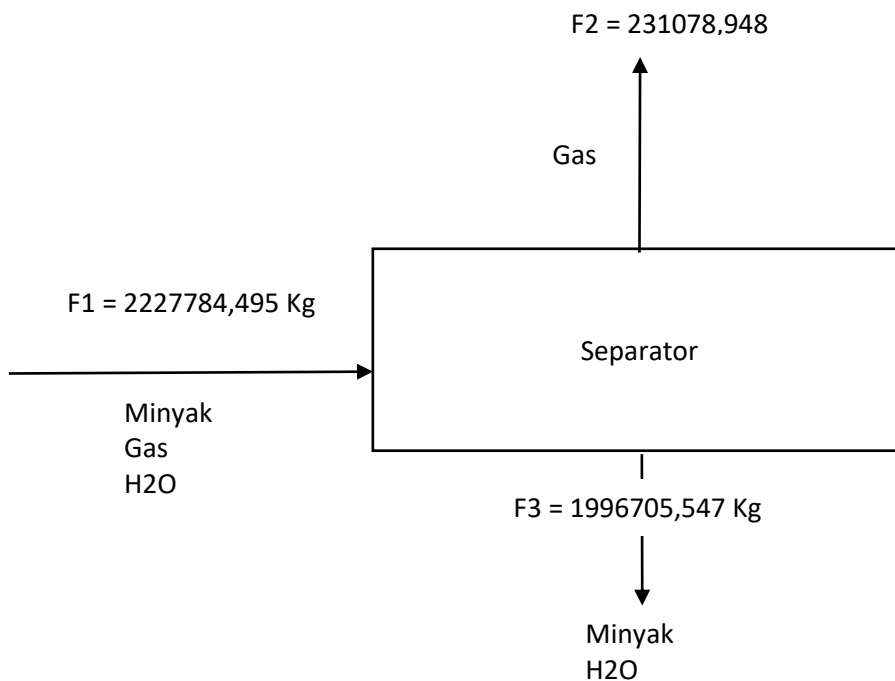 F2 = 231078,948
Gas
F1 = 2227784,495 Kg
Separator
Minyak
Gas
H2O
F3 = 1996705,547 Kg
Minyak
H2O